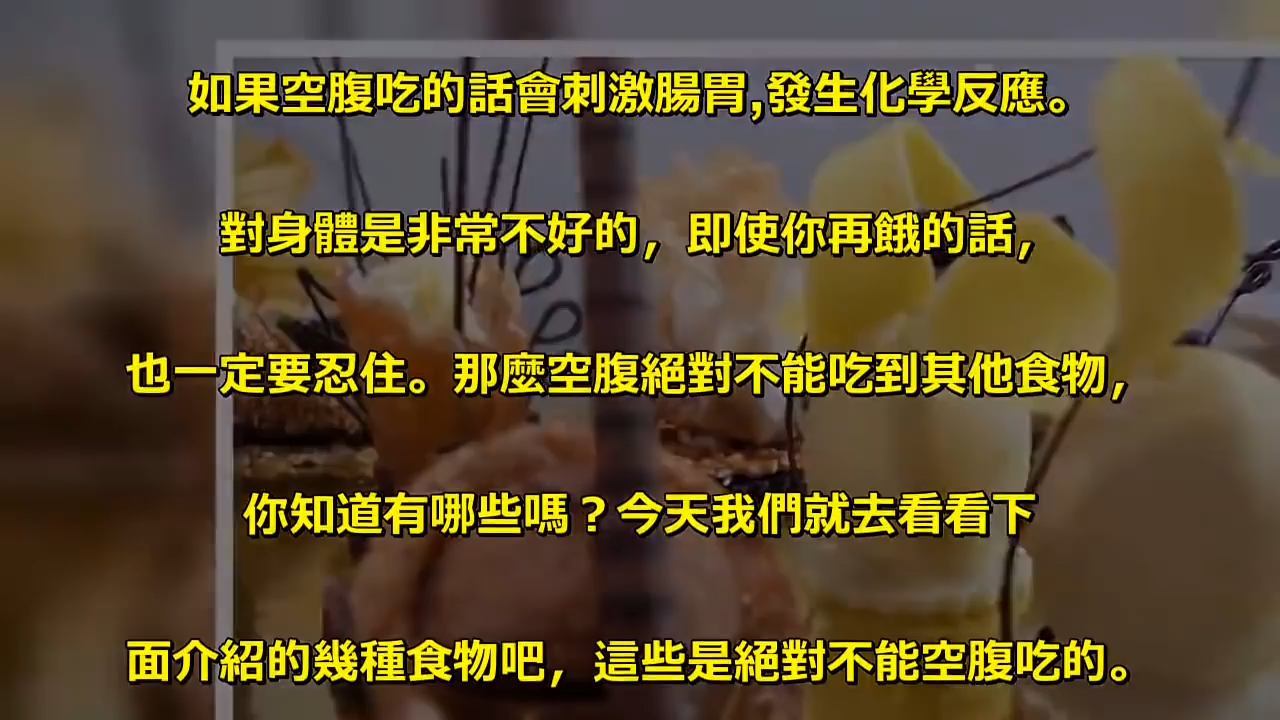 如果空腹吃的話會刺激腸胃,發生化學反應。
對身體是非常不好的，即使你再餓的話，
也一定要忍住。那麼空腹絕對不能吃到其他食物，
你知道有哪些嗎？今天我們就去看看下
面介紹的幾種食物吧，這些是絕對不能空腹吃的。